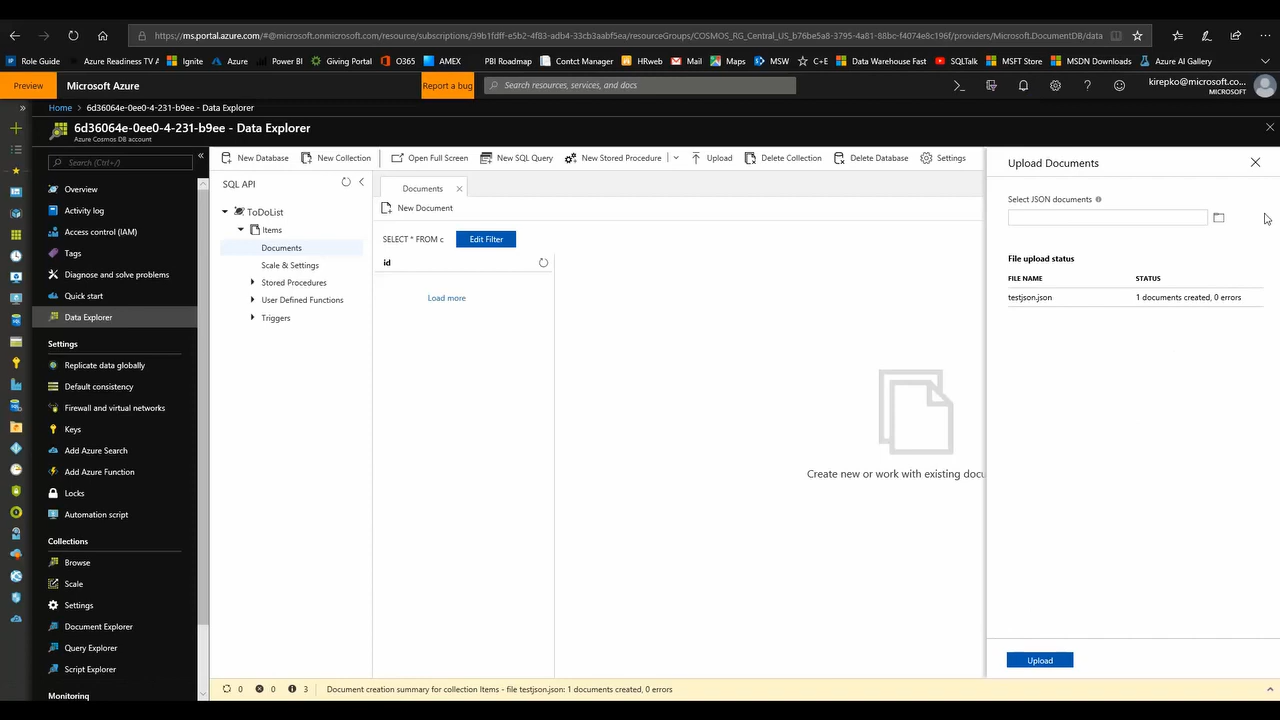 https://ms.portal.azure.com/#@microsoft.onmicrosoft.com/resource/subscriptions/39b1fdff-e5b2-4f83-adb4-33cb3aabf5ea/resourceGroups/COSMOS_RG_Central_US_b76be5a8-3795-4a81-88bc-f4074e8c196f/providers/Microsoft.DocumentDB/data
Role Guide Azure Readiness TV A Ignite Azure Power BI Giving Portal O365 AMEX PBI Roadmap Contct Manager HRweb Mail Maps MSW C+E Data Warehouse Fast SQLTalk MSFT Store MSDN Downloads Azure AI Gallery
Preview Microsoft Azure Report a bug Search resources, services, and docs kirepko@microsoft.co...
MICROSOFT
Home > 6d36064e-0ee0-4-231-b9ee - Data Explorer
6d36064e-0ee0-4-231-b9ee - Data Explorer
Azure Cosmos DB account
Search (Ctrl+/)
Overview
Activity log
Access control (IAM)
Tags
Diagnose and solve problems
Quick start
Data Explorer
Settings
Replicate data globally
Default consistency
Firewall and virtual networks
Keys
Add Azure Search
Add Azure Function
Locks
Automation script
Collections
Browse
Scale
Settings
Document Explorer
Query Explorer
Script Explorer
Monitoring
New Database New Collection Open Full Screen New SQL Query New Stored Procedure Upload Delete Collection Delete Database Settings
SQL API
ToDoList
Items
Documents
Scale & Settings
Stored Procedures
User Defined Functions
Triggers
Documents
New Document
SELECT * FROM c Edit Filter
id
Load more
Create new or work with existing docu
Upload Documents
Select JSON documents
File upload status
FILE NAME STATUS
testjson.json 1 documents created, 0 errors
Upload
0 0 3 Document creation summary for collection Items - file testjson.json: 1 documents created, 0 errors